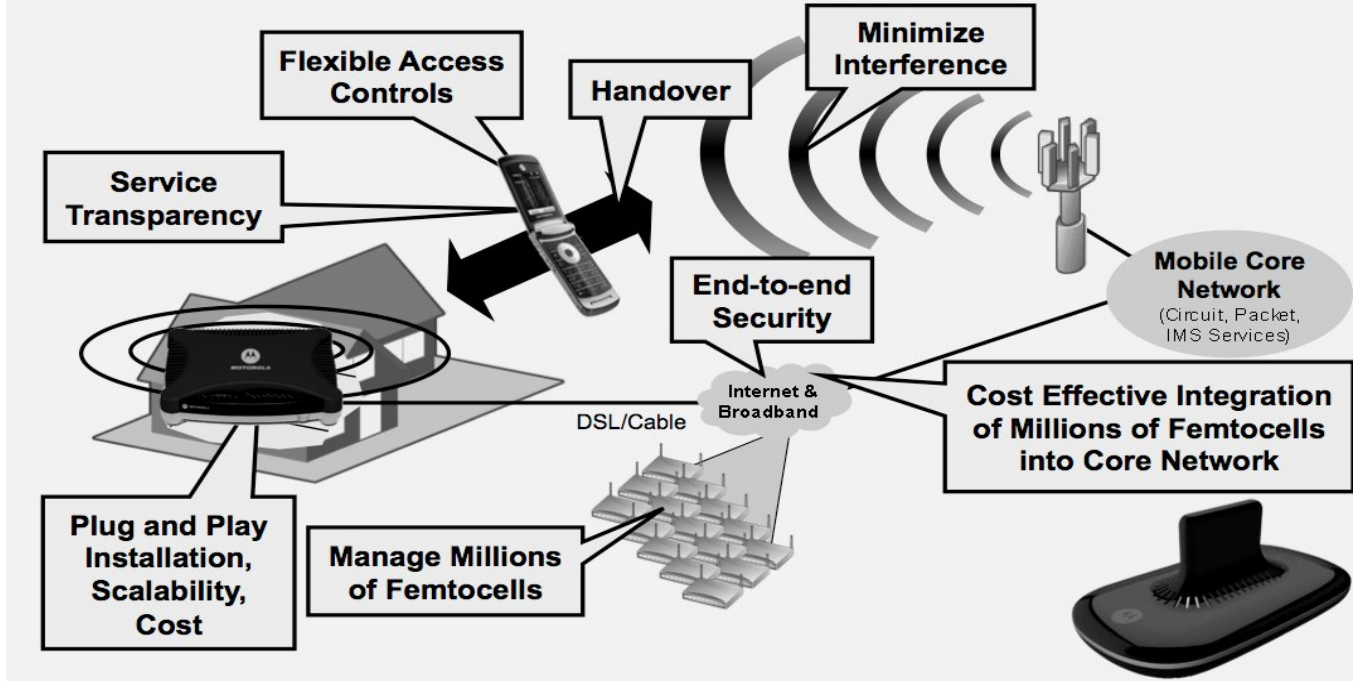 Minimize
Interference
Flexible Access
Controls
Handover
Service
Transparency
Mobile Core
Network
(Circuit, Packet,
IMS Services)
End-to-end
Security
MOTOROLA
Internet &
Broadband
DSL/Cable
Cost Effective Integration
of Millions of Femtocells
into Core Network
Plug and Play
Installation,
Scalability,
Cost
Manage Millions
of Femtocells